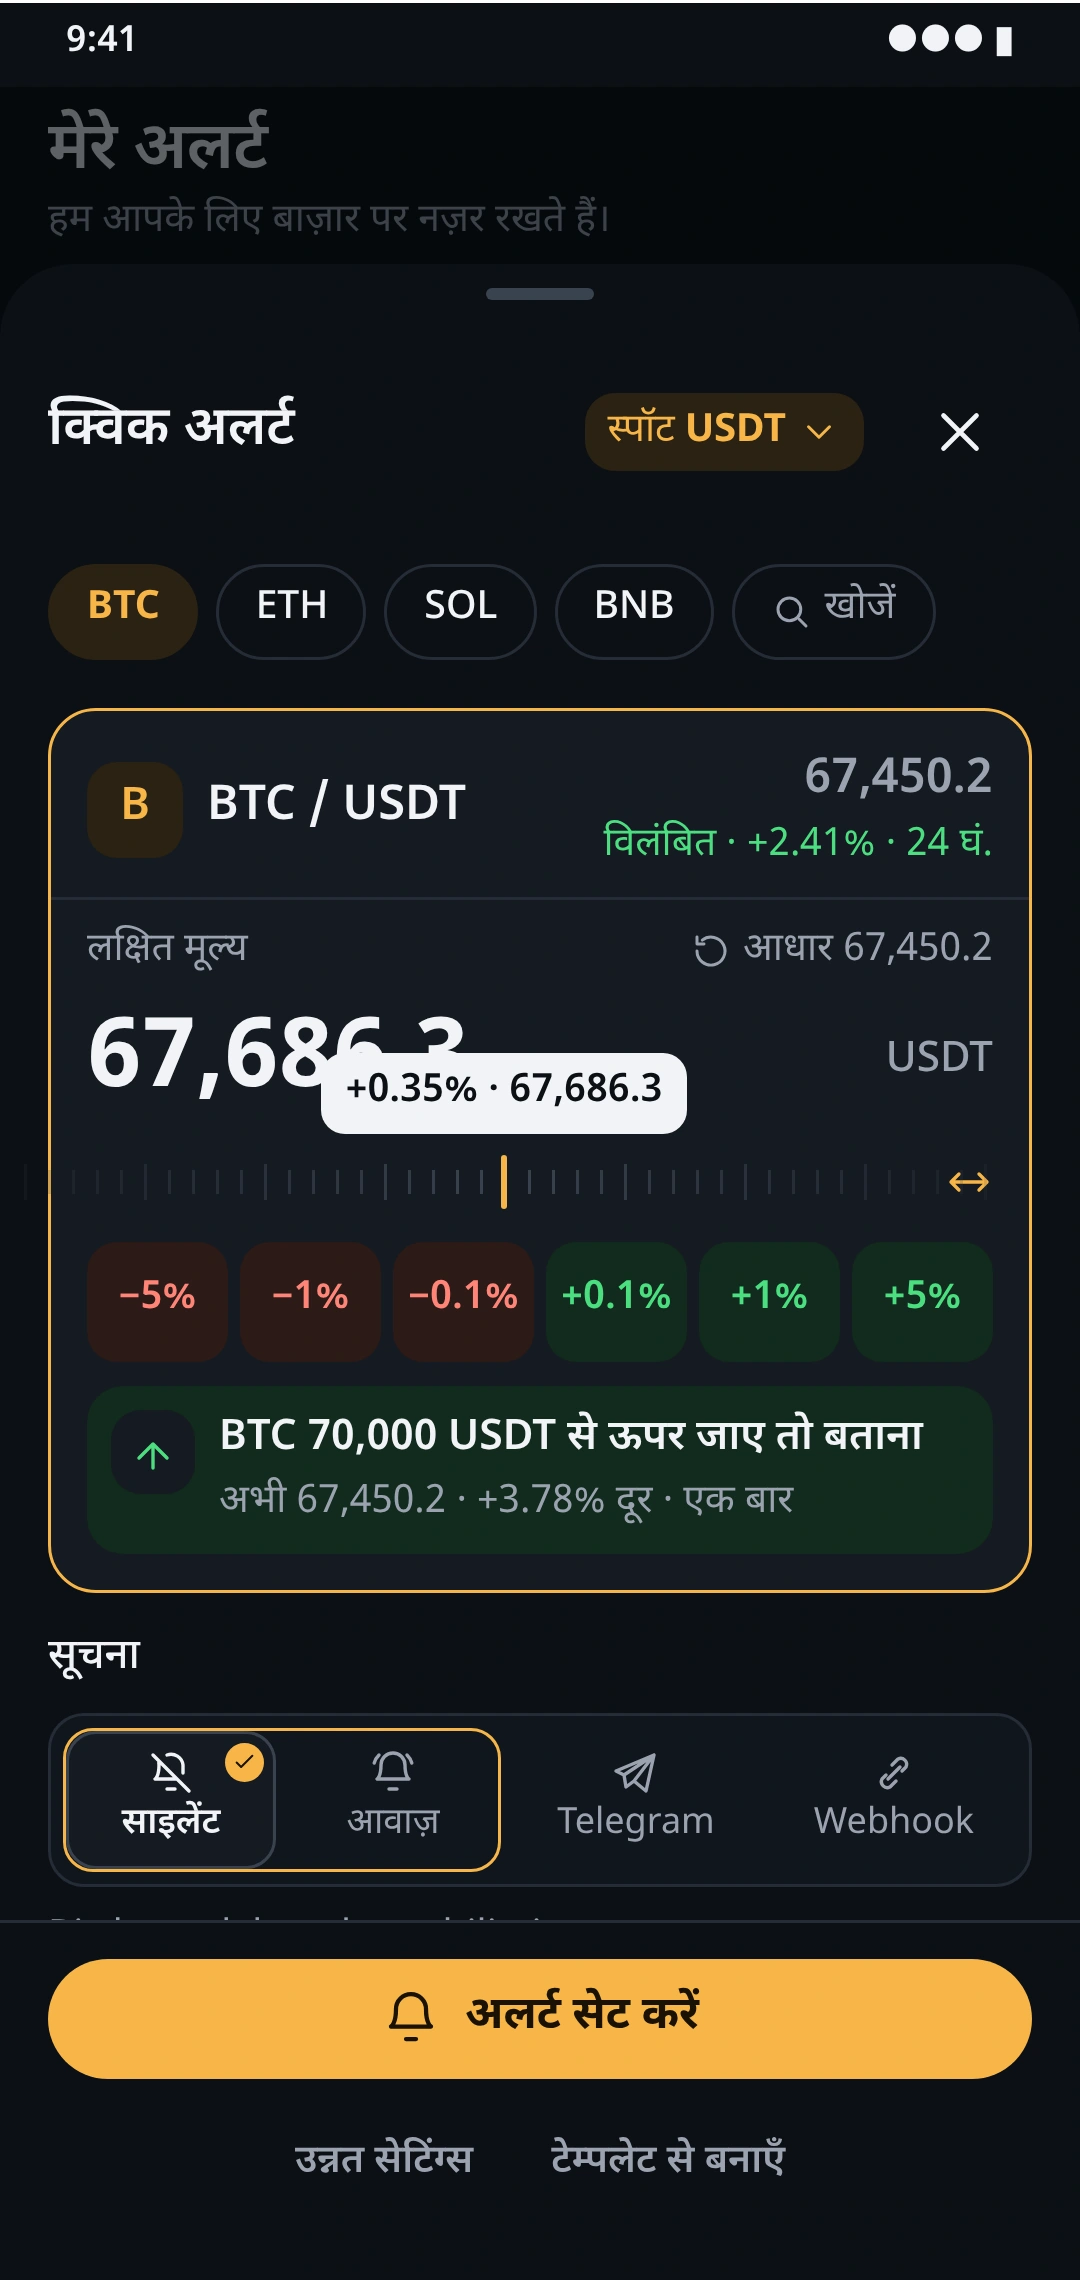 9:41
मेरे अलर्ट
हम आपके लिए बाज़ार पर नज़र रखते हैं।
क्विक अलर्ट
स्पॉट USDT
BTC
ETH
SOL
BNB
खोजें
B
BTC / USDT
67,450.2
विलंबित · +2.41% · 24 घं.
लक्षित मूल्य
आधार 67,450.2
67,686.3
USDT
+0.35% · 67,686.3
−5%
−1%
−0.1%
+0.1%
+1%
+5%
BTC 70,000 USDT से ऊपर जाए तो बताना
अभी 67,450.2 · +3.78% दूर · एक बार
सूचना
साइलेंट
आवाज़
Telegram
Webhook
अलर्ट सेट करें
उन्नत सेटिंग्स
टेम्पलेट से बनाएँ